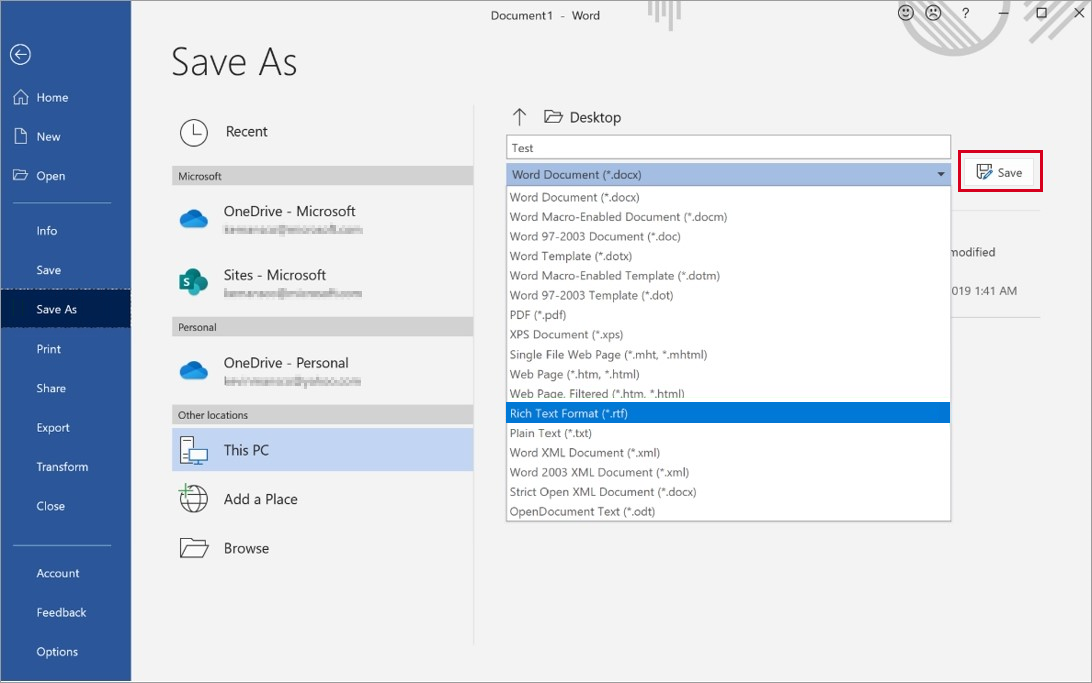 Document1 - Word
?
Save As
Home
New
Open
Info
Save
Save As
Print
Share
Export
Transform
Close
Account
Feedback
Options
Recent
Microsoft
OneDrive - Microsoft
S
Sites - Microsoft
Personal
OneDrive - Personal
Other locations
This PC
Add a Place
Browse
Desktop
Test
Word Document (*.docx)
Save
Word Document (*.docx)
Word Macro-Enabled Document (*.docm)
Word 97-2003 Document (*.doc)
Word Template (*.dotx)
Word Macro-Enabled Template (*.dotm)
Word 97-2003 Template (*.dot)
PDF (*.pdf)
XPS Document (*.xps)
Single File Web Page (*.mht, *.mhtml)
Web Page (*.htm, *.html)
Web Page, Filtered (*.htm, *.html)
Rich Text Format (*.rtf)
Plain Text (*.txt)
Word XML Document (*.xml)
Word 2003 XML Document (*.xml)
Strict Open XML Document (*.docx)
OpenDocument Text (*.odt)
modified
019 1:41 AM